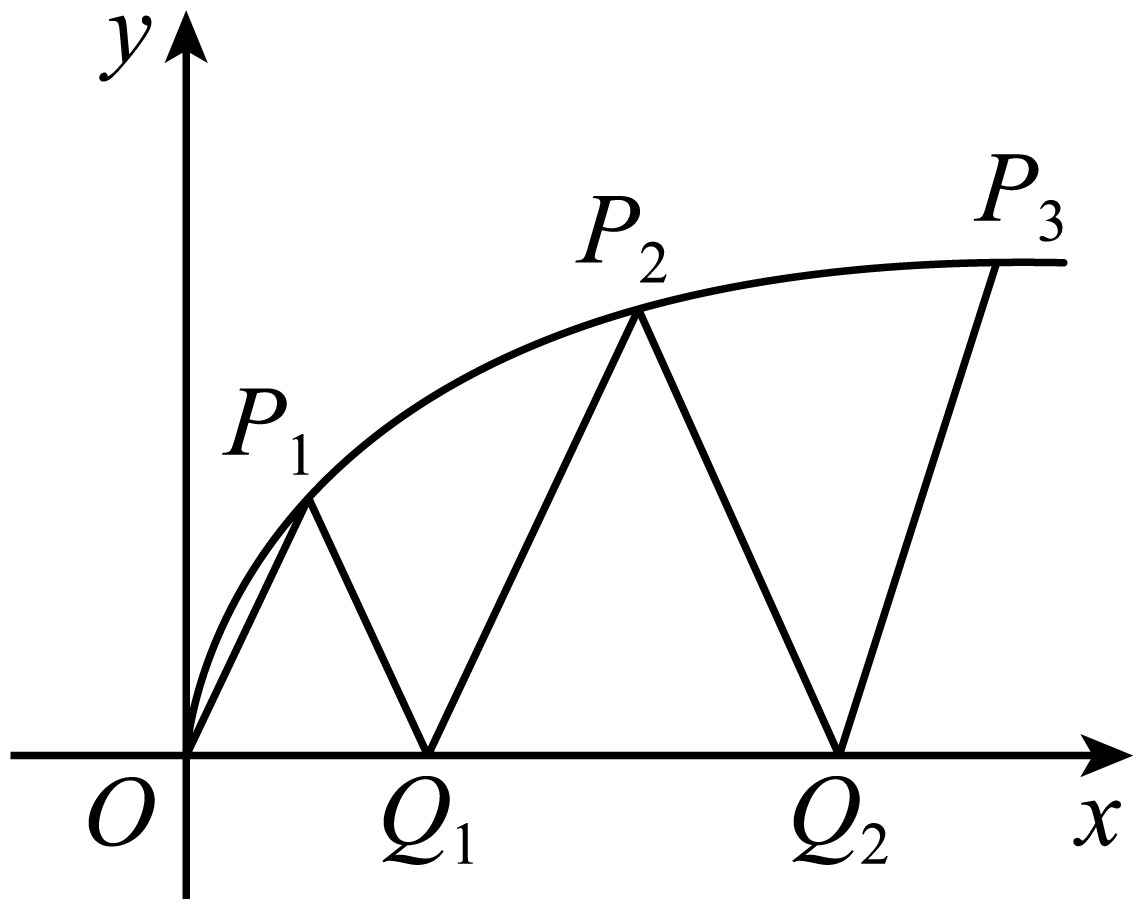 y
P₃
P₂
P₁
O Q₁ Q₂ x